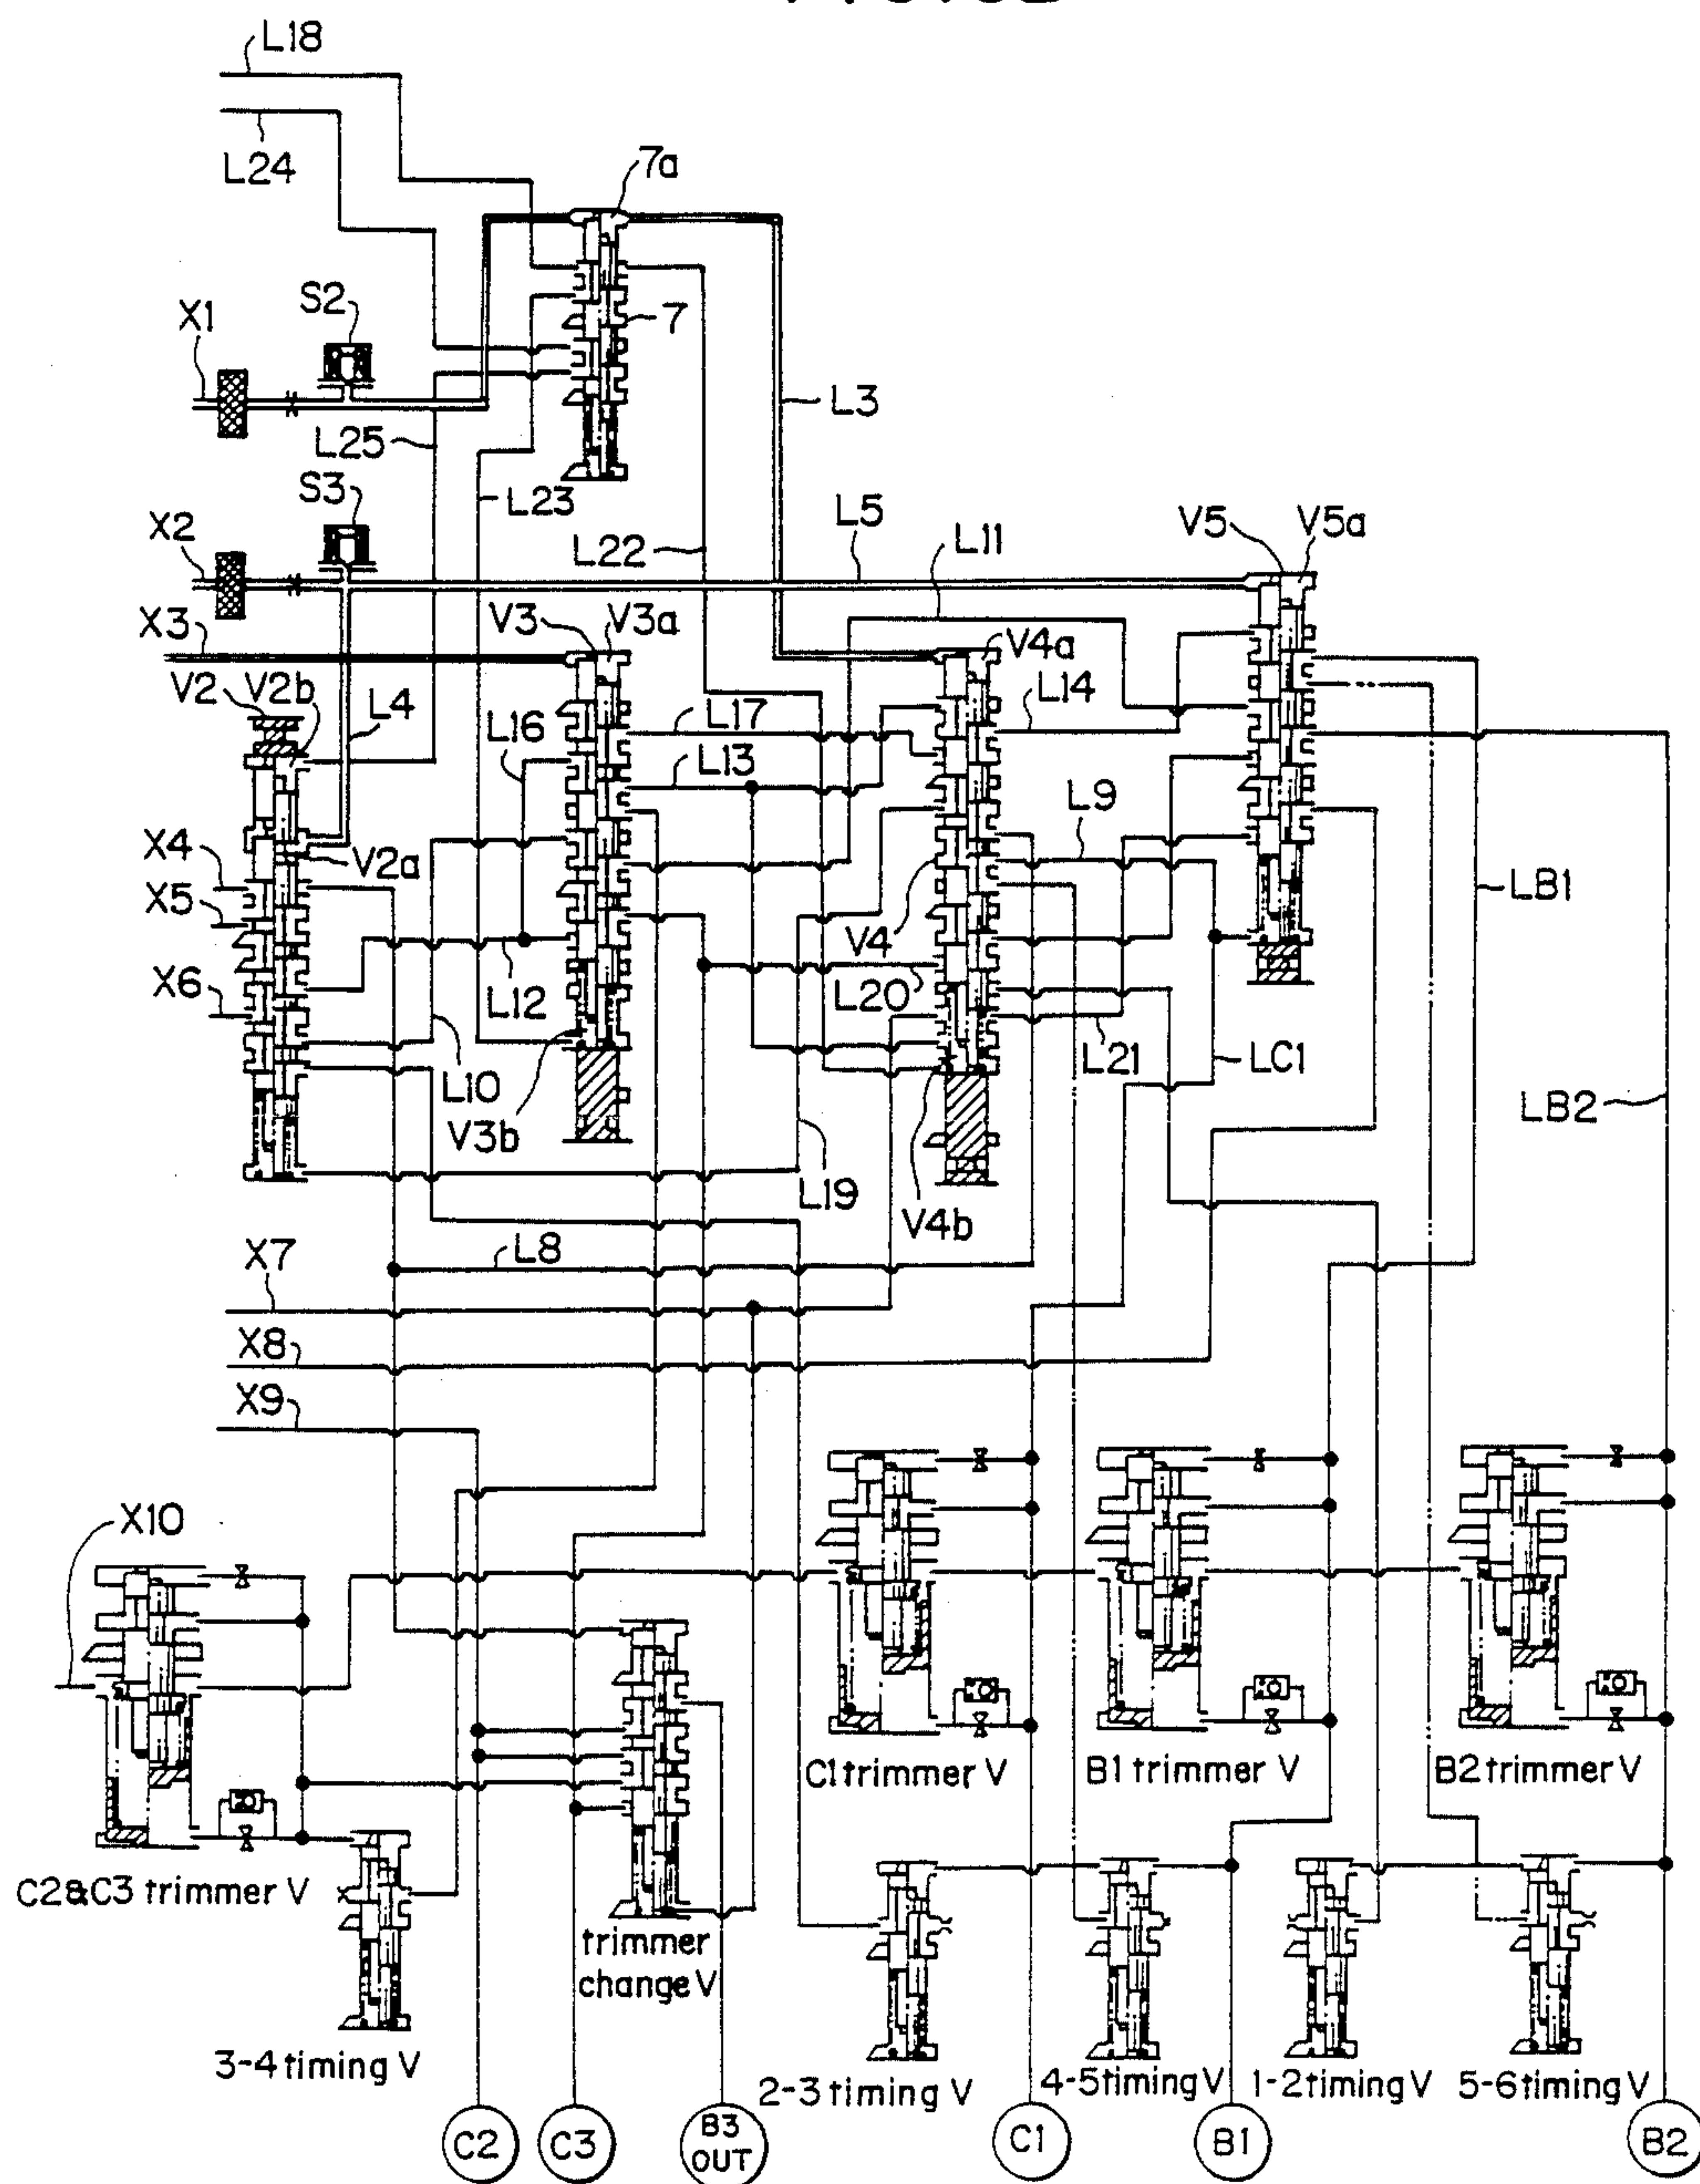 L18
L24
7a
S2
X1
7
L3
L25
S3
L23
X2
L22
L5
L11
V5
V5a
X3
V3
V3a
V4a
V2
V2b
L4
L16
L17
L14
L13
X4
V2a
L9
X5
LB1
V4
X6
L12
L20
L10
L21
LC1
LB2
V3b
L19
V4b
X7
L8
X8
X9
X10
C1 trimmer V
B1 trimmer V
B2 trimmer V
C2&C3 trimmer V
trimmer
change V
3-4 timing V
2-3 timing V
4-5 timing V
1-2 timing V
5-6 timing V
C2
C3
B3
OUT
C1
B1
B2